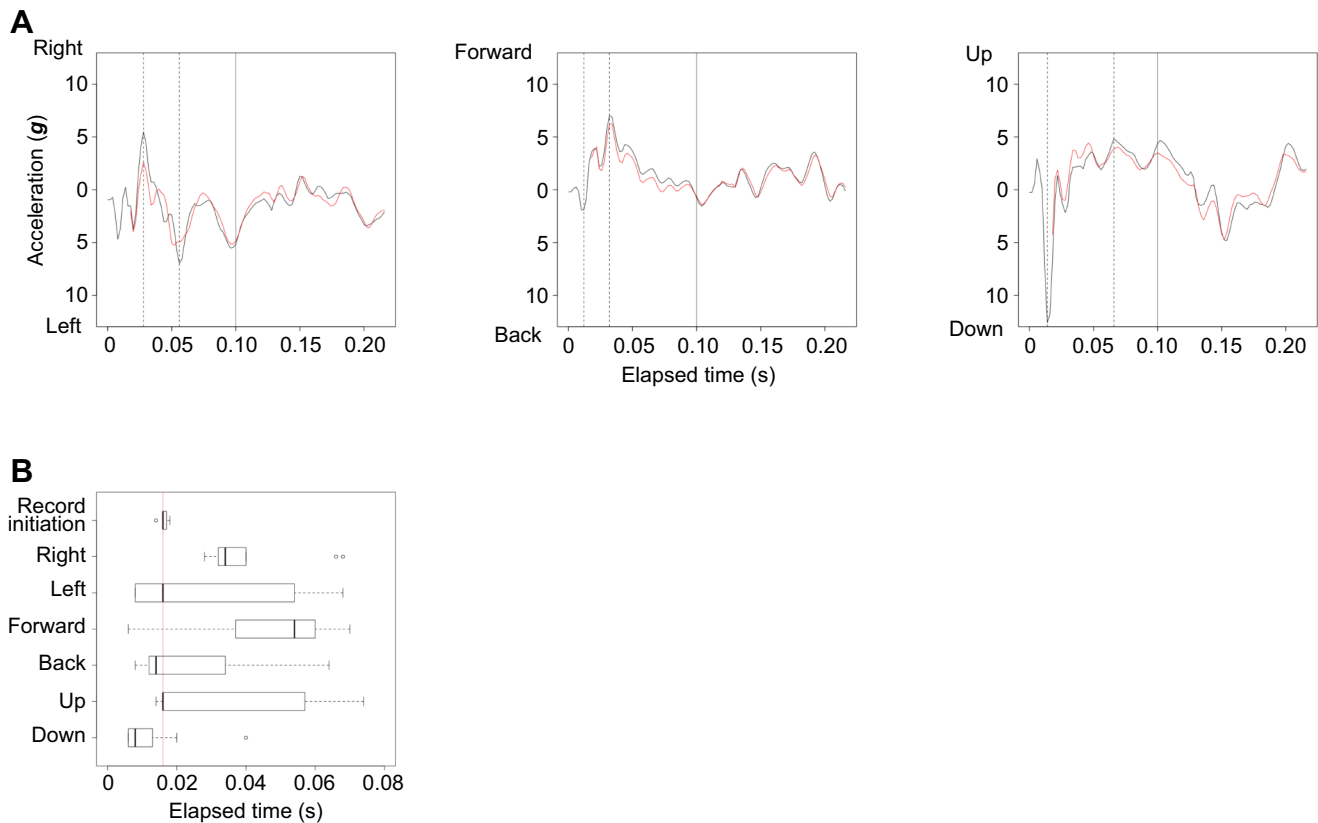 A
Right
10
5
0
5
10
Left
Acceleration (g)
0 0.05 0.10 0.15 0.20
Forward
10
5
0
5
10
Back
0 0.05 0.10 0.15 0.20
Elapsed time (s)
Up
10
5
0
5
10
Down
0 0.05 0.10 0.15 0.20
B
Record
initiation
Right
Left
Forward
Back
Up
Down
0 0.02 0.04 0.06 0.08
Elapsed time (s)